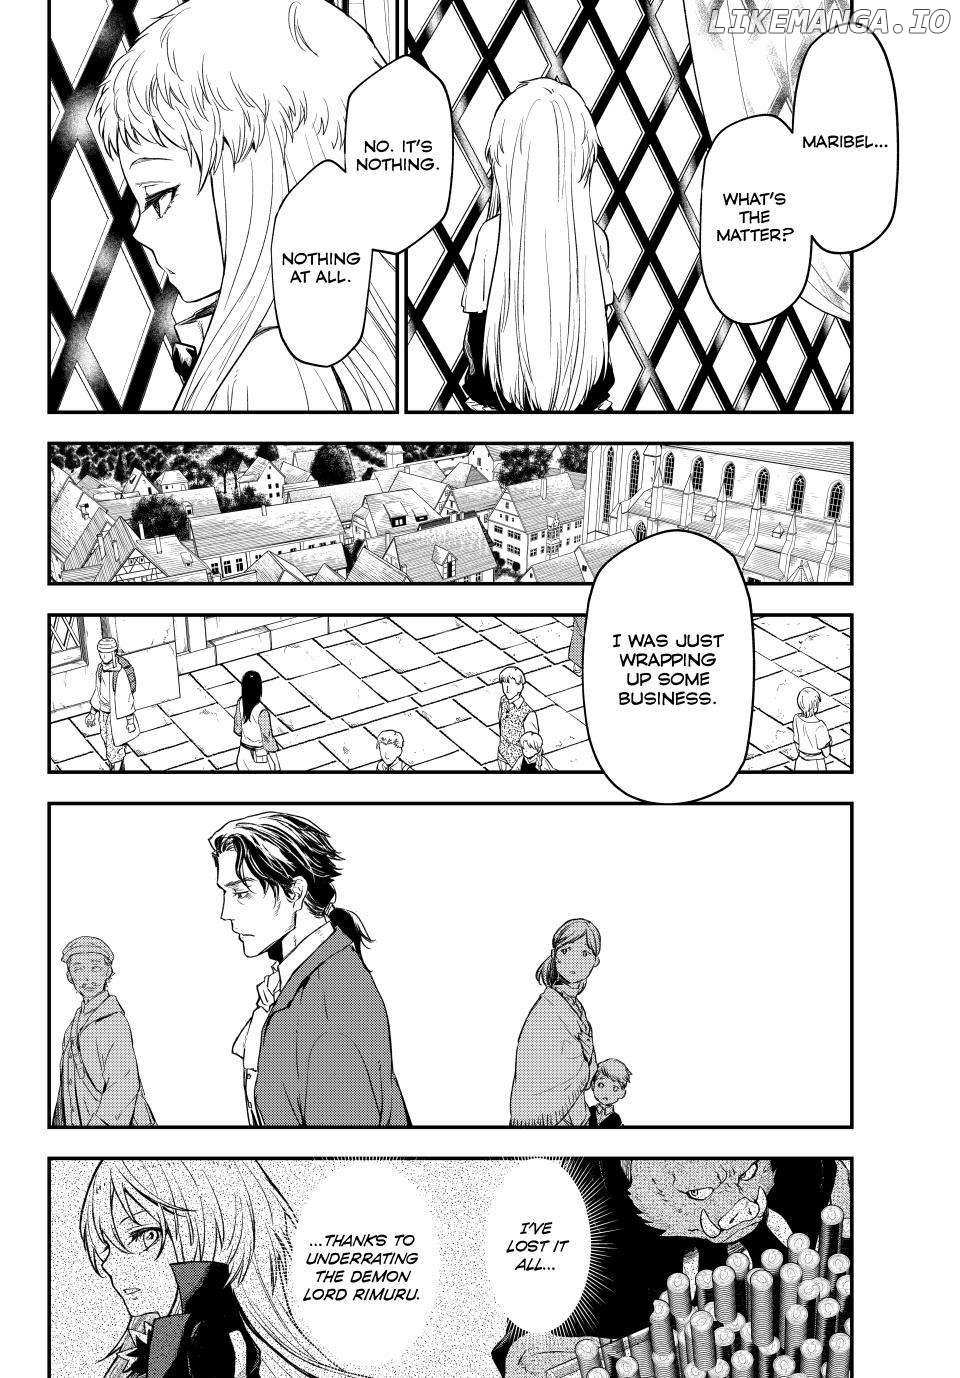 LIKEMANGA.IO
MARIBEL...
WHAT'S
THE
MATTER?
NO. IT'S
NOTHING.
NOTHING
AT ALL.
I WAS JUST
WRAPPING
UP SOME
BUSINESS.
I'VE
LOST IT
ALL...
...THANKS TO
UNDERRATING
THE DEMON
LORD RIMURU.